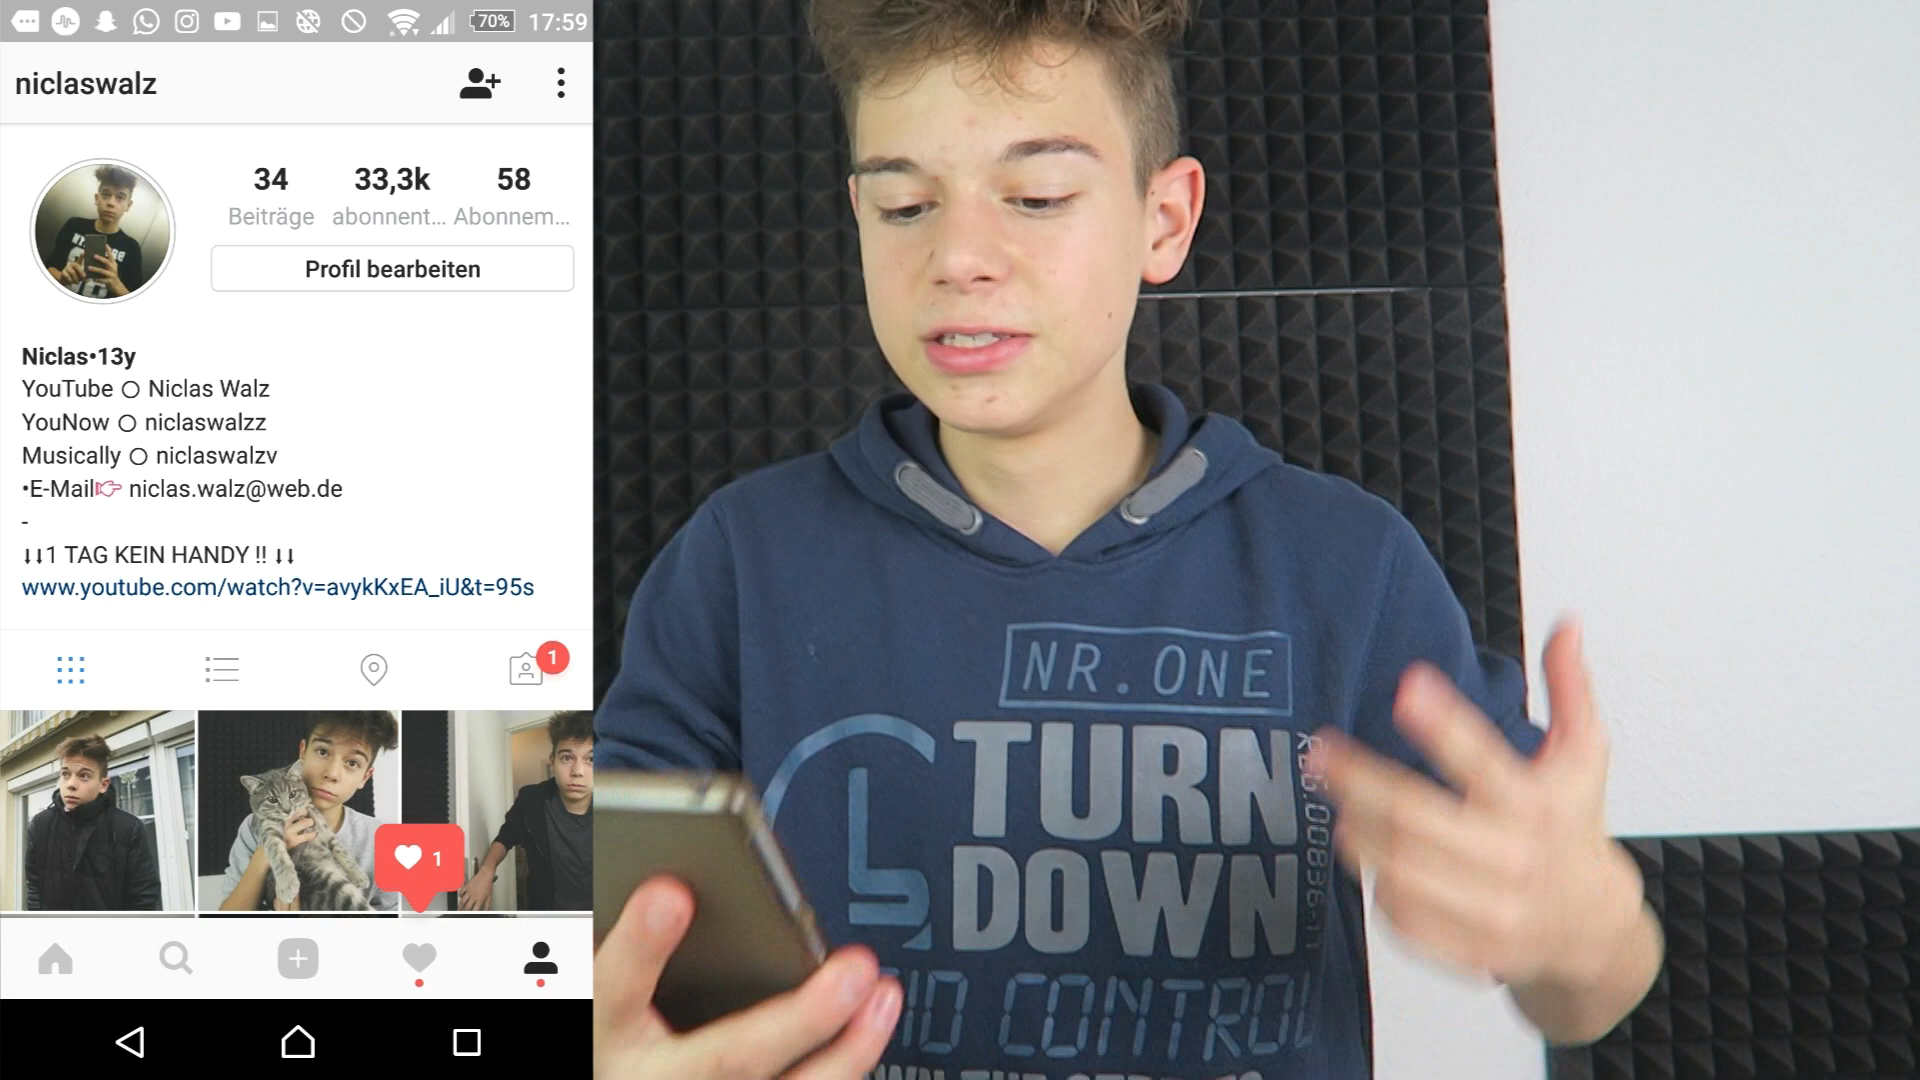 70% 17:59
niclaswalz
34 33,3k 58
Beiträge abonnent... Abonnem...
Profil bearbeiten
Niclas•13y
YouTube ○ Niclas Walz
YouNow ○ niclaswalzz
Musically ○ niclaswalzv
•E-Mail👉 niclas.walz@web.de
-
↓↓1 TAG KEIN HANDY !! ↓↓
www.youtube.com/watch?v=avykKxEA_iU&t=95s
1
1
NR.ONE
TURN
DOWN
CONTROL